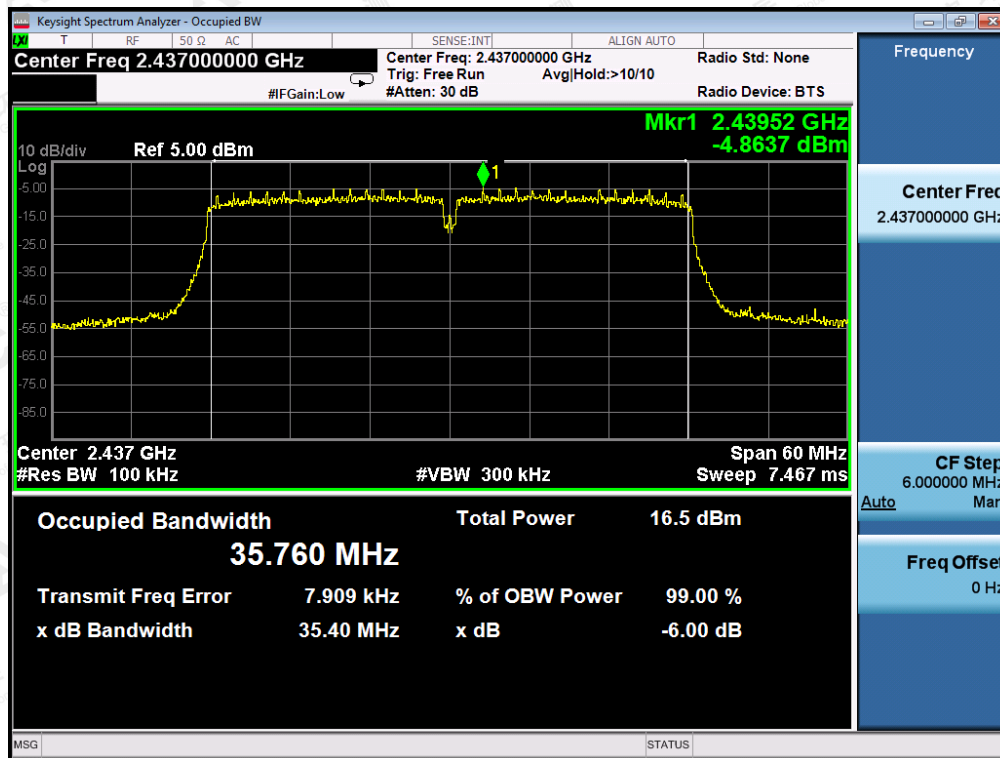 Keysight Spectrum Analyzer - Occupied BW
LXI T RF 50 Ω AC SENSE:INT ALIGN AUTO
Center Freq 2.437000000 GHz
#IFGain:Low
Center Freq: 2.437000000 GHz
Trig: Free Run Avg|Hold:>10/10
#Atten: 30 dB
Radio Std: None
Radio Device: BTS
Mkr1 2.43952 GHz
-4.8637 dBm
10 dB/div Ref 5.00 dBm
Log
1
-5.00
-15.0
-25.0
-35.0
-45.0
-55.0
-65.0
-75.0
-85.0
Center 2.437 GHz Span 60 MHz
#Res BW 100 kHz #VBW 300 kHz Sweep 7.467 ms
Occupied Bandwidth Total Power 16.5 dBm
35.760 MHz
Transmit Freq Error 7.909 kHz % of OBW Power 99.00 %
x dB Bandwidth 35.40 MHz x dB -6.00 dB
MSG STATUS
Frequency
Center Freq
2.437000000 GHz
CF Step
6.000000 MHz
Auto Man
Freq Offset
0 Hz